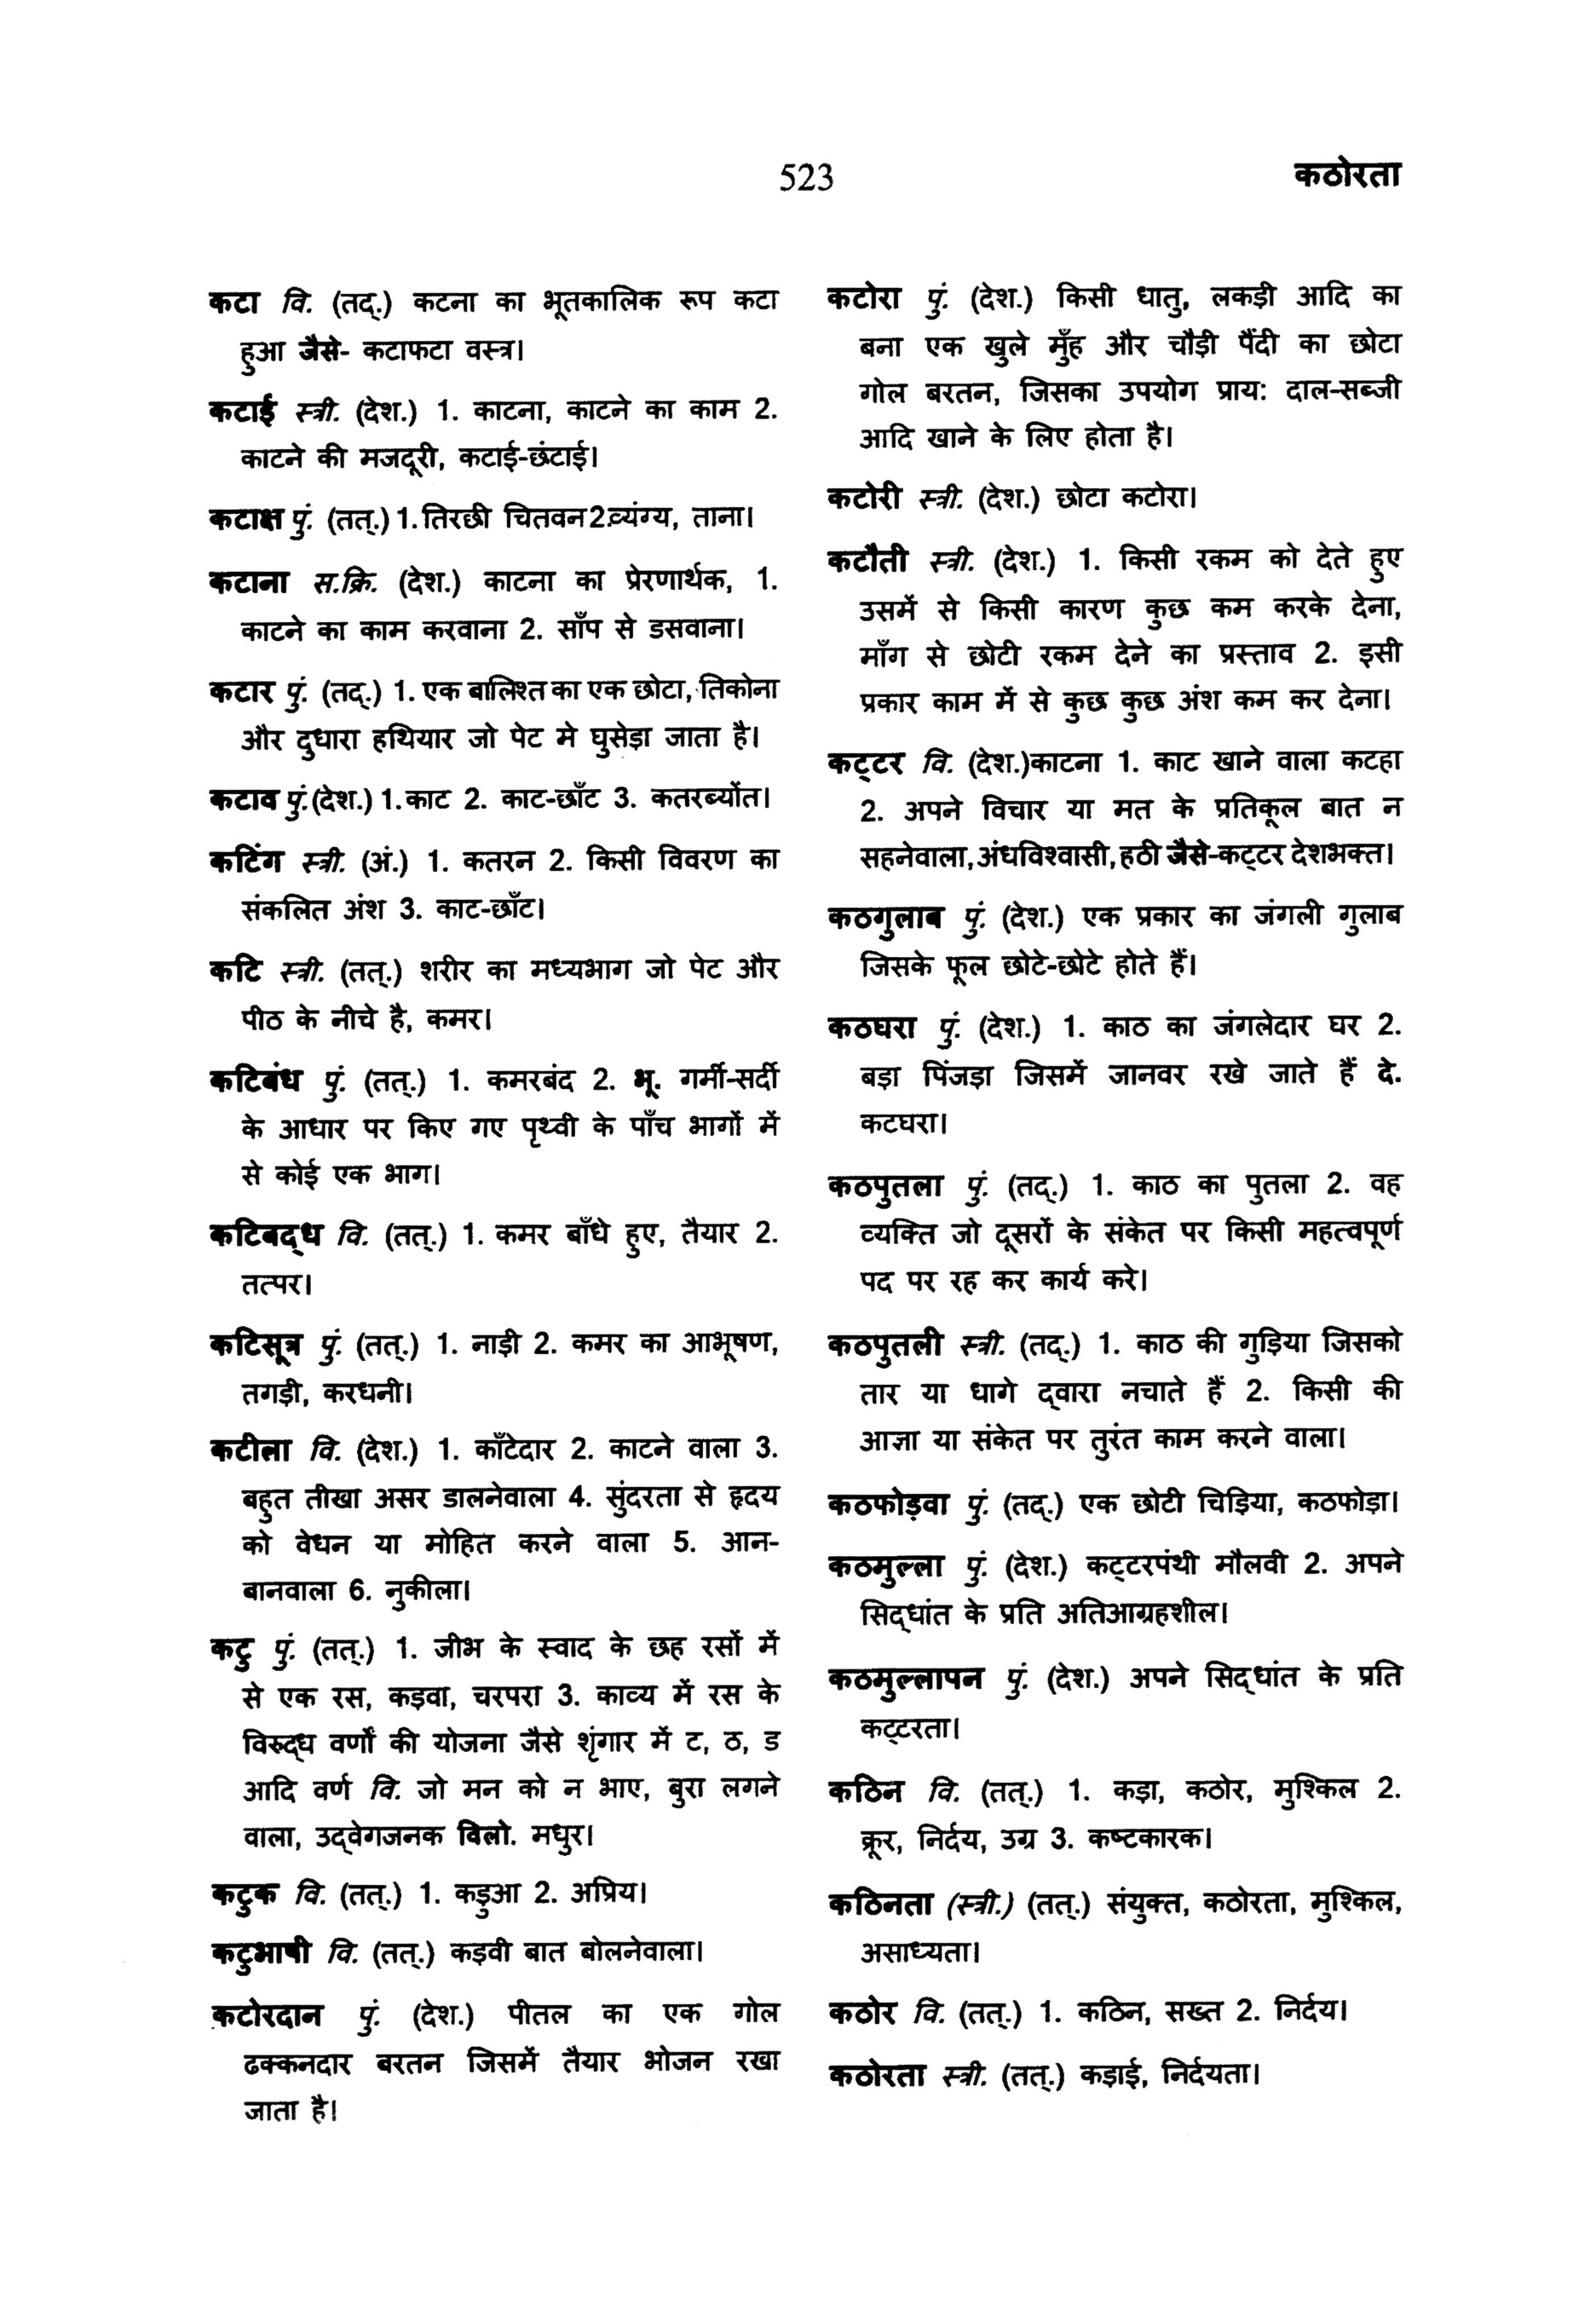 523
कठोरता
कटा वि. (तद्.) कटना का भूतकालिक रूप कटा
हुआ जैसे- कटाफटा वस्त्र।
कटाई स्त्री. (देश.) 1. काटना, काटने का काम 2.
काटने की मजदूरी, कटाई-छंटाई।
कटाक्ष पुं. (तत्.) 1.तिरछी चितवन2.व्यंग्य, ताना।
कटाना स.क्रि. (देश.) काटना का प्रेरणार्थक, 1.
काटने का काम करवाना 2. साँप से डसवाना।
कटार पुं. (तद्.) 1. एक बालिश्त का एक छोटा, तिकोना
और दुधारा हथियार जो पेट मे घुसेड़ा जाता है।
कटाव पुं.(देश.) 1.काट 2. काट-छाँट 3. कतरब्योंत।
कटिंग स्त्री. (अं.) 1. कतरन 2. किसी विवरण का
संकलित अंश 3. काट-छाँट।
कटि स्त्री. (तत्.) शरीर का मध्यभाग जो पेट और
पीठ के नीचे है, कमर।
कटिबंध पुं. (तत्.) 1. कमरबंद 2. भू. गर्मी-सर्दी
के आधार पर किए गए पृथ्वी के पाँच भागों में
से कोई एक भाग।
कटिबद्ध वि. (तत्.) 1. कमर बाँधे हुए, तैयार 2.
तत्पर।
कटिसूत्र पुं. (तत्.) 1. नाड़ी 2. कमर का आभूषण,
तगड़ी, करधनी।
कटीला वि. (देश.) 1. काँटेदार 2. काटने वाला 3.
बहुत तीखा असर डालनेवाला 4. सुंदरता से हृदय
को वेधन या मोहित करने वाला 5. आन-
बानवाला 6. नुकीला।
कटु पुं. (तत्.) 1. जीभ के स्वाद के छह रसों में
से एक रस, कड़वा, चरपरा 3. काव्य में रस के
विरुद्ध वर्णों की योजना जैसे शृंगार में ट, ठ, ड
आदि वर्ण वि. जो मन को न भाए, बुरा लगने
वाला, उद्वेगजनक विलो. मधुर।
कटुक वि. (तत्.) 1. कड़ुआ 2. अप्रिय।
कटुभाषी वि. (तत्.) कड़वी बात बोलनेवाला।
कटोरदान पुं. (देश.) पीतल का एक गोल
ढक्कनदार बरतन जिसमें तैयार भोजन रखा
जाता है।
कटोरा पुं. (देश.) किसी धातु, लकड़ी आदि का
बना एक खुले मुँह और चौड़ी पैंदी का छोटा
गोल बरतन, जिसका उपयोग प्राय: दाल-सब्जी
आदि खाने के लिए होता है।
कटोरी स्त्री. (देश.) छोटा कटोरा।
कटौती स्त्री. (देश.) 1. किसी रकम को देते हुए
उसमें से किसी कारण कुछ कम करके देना,
माँग से छोटी रकम देने का प्रस्ताव 2. इसी
प्रकार काम में से कुछ कुछ अंश कम कर देना।
कट्टर वि. (देश.)काटना 1. काट खाने वाला कटहा
2. अपने विचार या मत के प्रतिकूल बात न
सहनेवाला, अंधविश्वासी, हठी जैसे-कट्टर देशभक्त।
कठगुलाब पुं. (देश.) एक प्रकार का जंगली गुलाब
जिसके फूल छोटे-छोटे होते हैं।
कठघरा पुं. (देश.) 1. काठ का जंगलेदार घर 2.
बड़ा पिंजड़ा जिसमें जानवर रखे जाते हैं दे.
कटघरा।
कठपुतला पुं. (तद्.) 1. काठ का पुतला 2. वह
व्यक्ति जो दूसरों के संकेत पर किसी महत्वपूर्ण
पद पर रह कर कार्य करे।
कठपुतली स्त्री. (तद्.) 1. काठ की गुड़िया जिसको
तार या धागे द्वारा नचाते हैं 2. किसी की
आज्ञा या संकेत पर तुरंत काम करने वाला।
कठफोड़वा पुं. (तद्.) एक छोटी चिड़िया, कठफोड़ा।
कठमुल्ला पुं. (देश.) कट्टरपंथी मौलवी 2. अपने
सिद्धांत के प्रति अतिआग्रहशील।
कठमुल्लापन पुं. (देश.) अपने सिद्धांत के प्रति
कट्टरता।
कठिन वि. (तत्.) 1. कड़ा, कठोर, मुश्किल 2.
क्रूर, निर्दय, उग्र 3. कष्टकारक।
कठिनता (स्त्री.) (तत्.) संयुक्त, कठोरता, मुश्किल,
असाध्यता।
कठोर वि. (तत्.) 1. कठिन, सख्त 2. निर्दय।
कठोरता स्त्री. (तत्.) कड़ाई, निर्दयता।